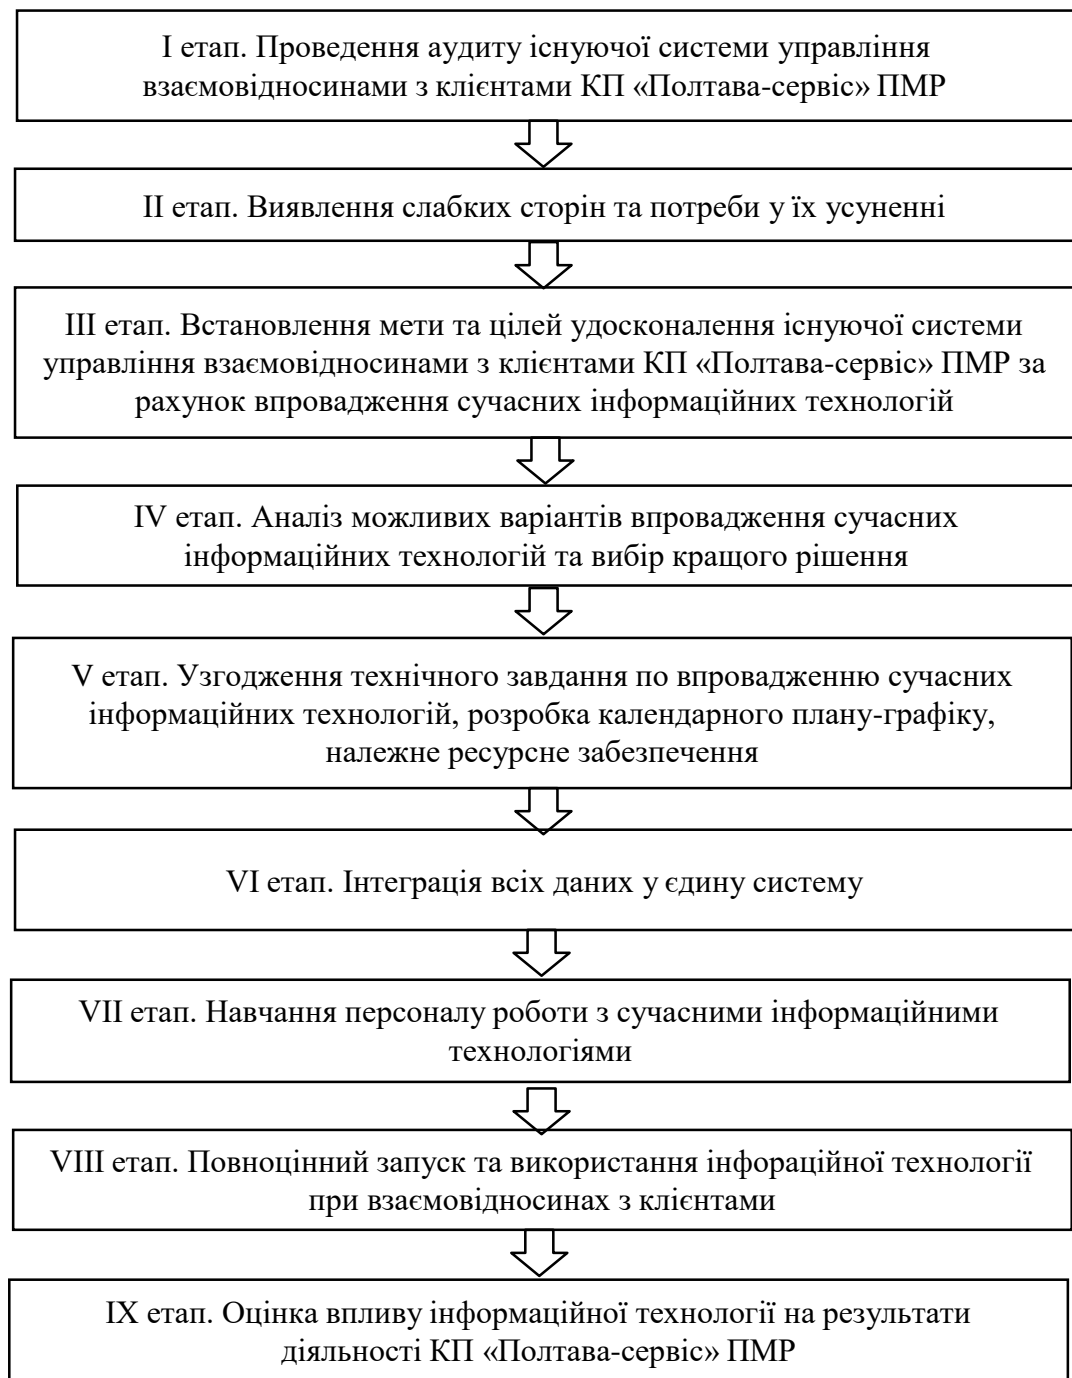 I етап. Проведення аудиту існуючої системи управління
взаємовідносинами з клієнтами КП «Полтава-сервіс» ПМР
II етап. Виявлення слабких сторін та потреби у їх усуненні
III етап. Встановлення мети та цілей удосконалення існуючої системи
управління взаємовідносинами з клієнтами КП «Полтава-сервіс» ПМР за
рахунок впровадження сучасних інформаційних технологій
IV етап. Аналіз можливих варіантів впровадження сучасних
інформаційних технологій та вибір кращого рішення
V етап. Узгодження технічного завдання по впровадженню сучасних
інформаційних технологій, розробка календарного плану-графіку,
належне ресурсне забезпечення
VI етап. Інтеграція всіх даних у єдину систему
VII етап. Навчання персоналу роботи з сучасними інформаційними
технологіями
VIII етап. Повноцінний запуск та використання інфораційної технології
при взаємовідносинах з клієнтами
IX етап. Оцінка впливу інформаційної технології на результати
діяльності КП «Полтава-сервіс» ПМР